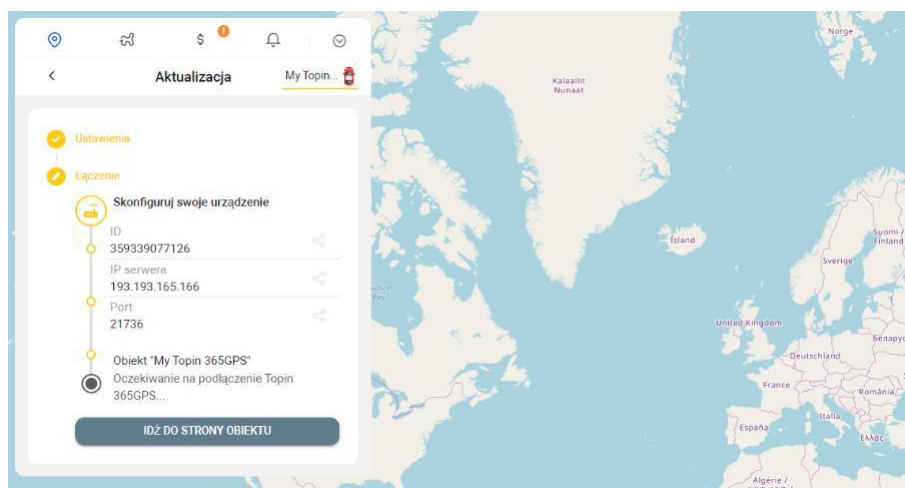 $
!
Aktualizacja
My Topin...
Ustawienia
Łączenie
Skonfiguruj swoje urządzenie
ID
359339077126
IP serwera
193.193.165.166
Port
21736
Obiekt "My Topin 365GPS"
Oczekiwanie na podłączenie Topin
365GPS...
IDŹ DO STRONY OBIEKTU
Norge
Kalaallit
Nunaat
Ísland
Suomi /
Finland
Sverige
United Kingdom
Беларус
Deutschland
France
România
Italia
España
Ελλάς
Algérie /